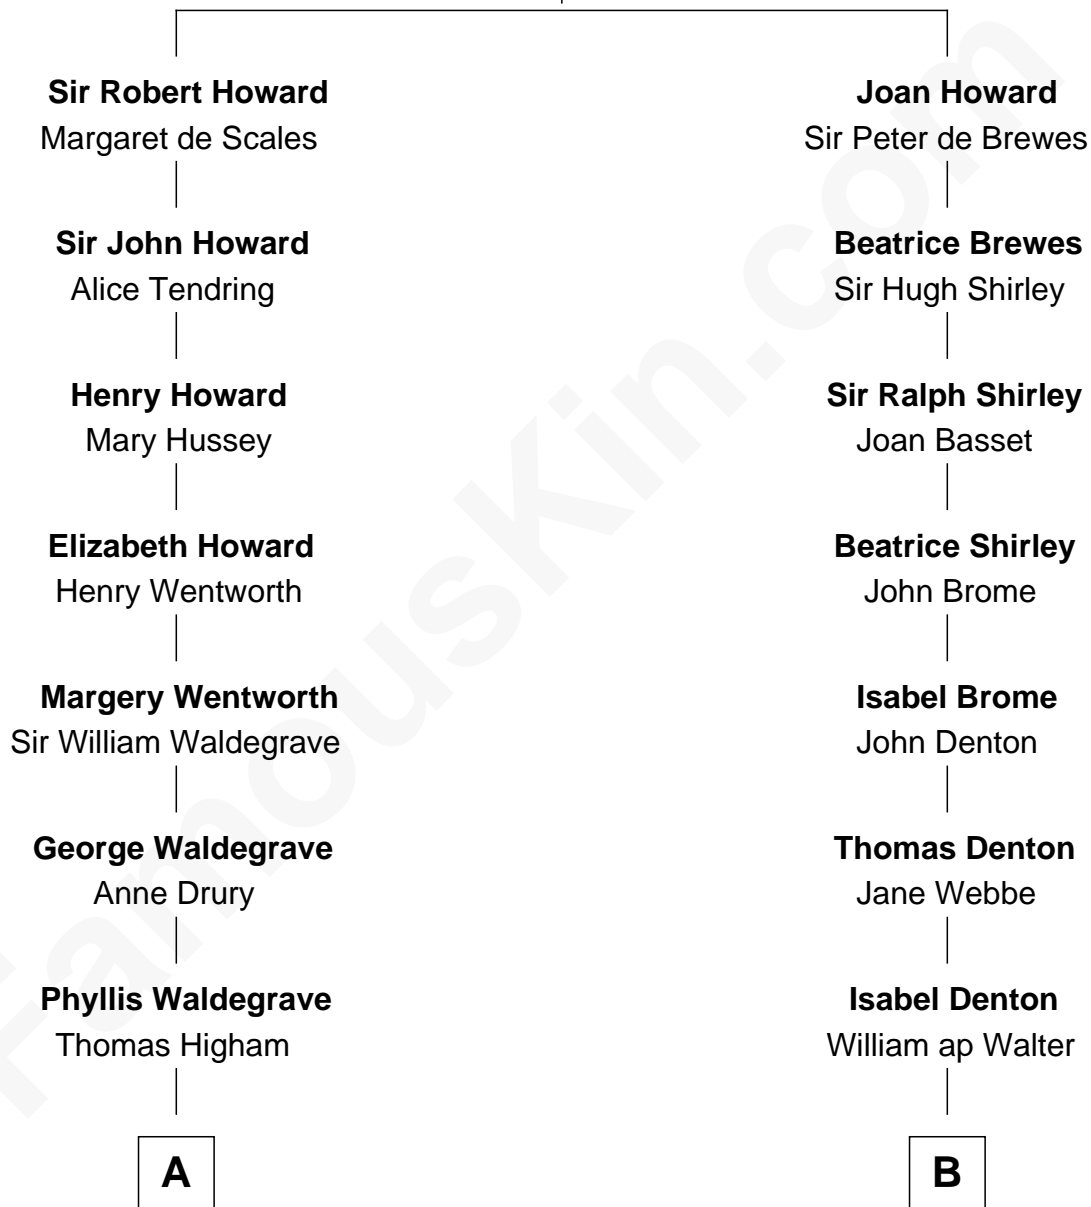 Sir Robert Howard
Margaret de Scales
Sir John Howard
Alice Tendring
Henry Howard
Mary Hussey
Elizabeth Howard
Henry Wentworth
Margery Wentworth
Sir William Waldegrave
George Waldegrave
Anne Drury
Phyllis Waldegrave
Thomas Higham
A
Joan Howard
Sir Peter de Brewes
Beatrice Brewes
Sir Hugh Shirley
Sir Ralph Shirley
Joan Basset
Beatrice Shirley
John Brome
Isabel Brome
John Denton
Thomas Denton
Jane Webbe
Isabel Denton
William ap Walter
B
FamousKin.com